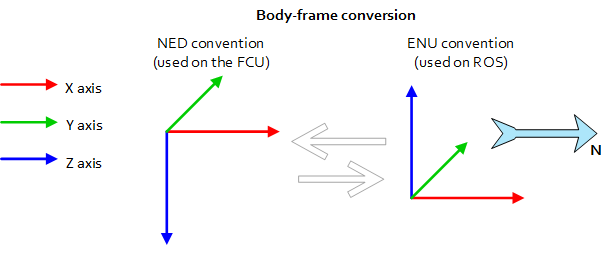 Body-frame conversion
NED convention
(used on the FCU)
ENU convention
(used on ROS)
X axis
Y axis
Z axis
N